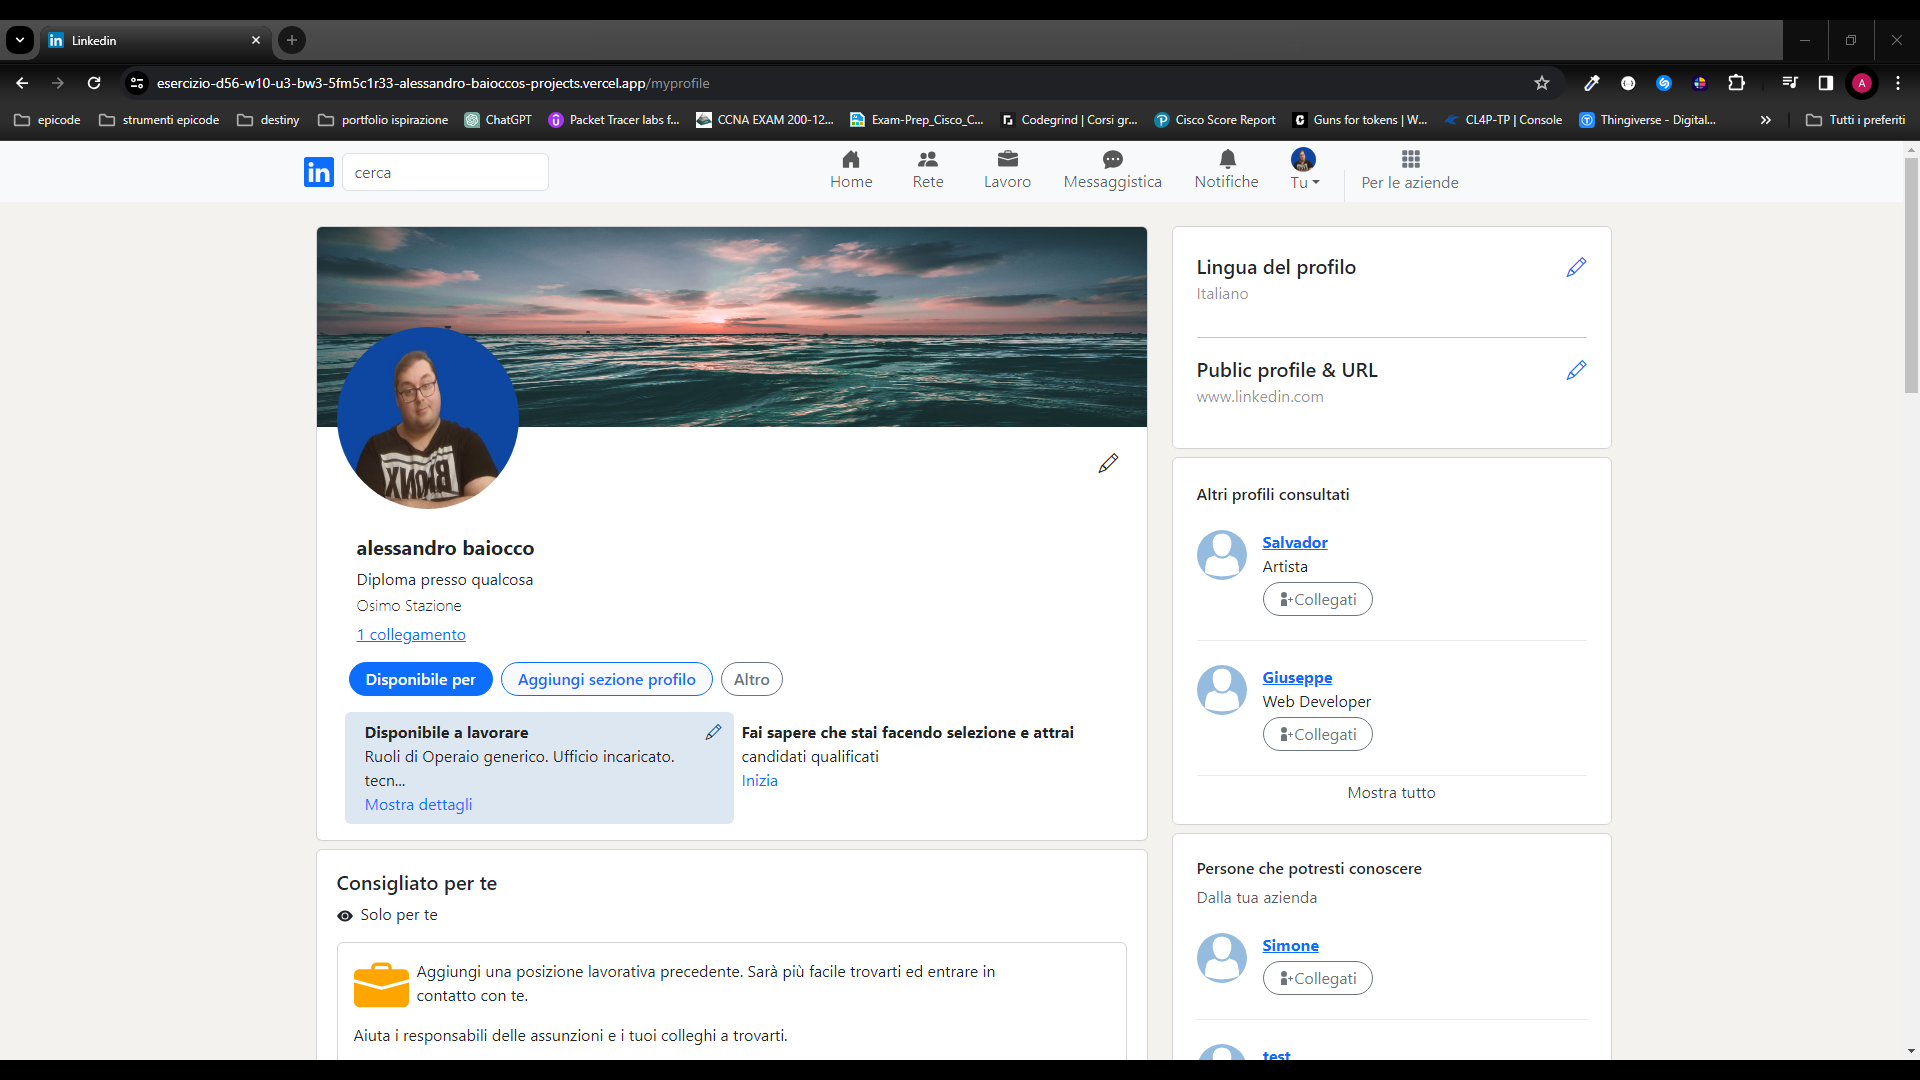 Linkedin
esercizio-d56-w10-u3-bw3-5fm5c1r33-alessandro-baioccos-projects.vercel.app/myprofile
A
epicode
strumenti epicode
destiny
portfolio ispirazione
ChatGPT
Packet Tracer labs f...
CCNA EXAM 200-12...
Exam-Prep_Cisco_C...
Codegrind | Corsi gr...
Cisco Score Report
Guns for tokens | W...
CL4P-TP | Console
Thingiverse - Digital...
Tutti i preferiti
in
cerca
Home
Rete
Lavoro
Messaggistica
Notifiche
Tu
Per le aziende
BRONX
alessandro baiocco
Diploma presso qualcosa
Osimo Stazione
1 collegamento
Disponibile per
Aggiungi sezione profilo
Altro
Disponibile a lavorare
Ruoli di Operaio generico. Ufficio incaricato.
tecn...
Mostra dettagli
Fai sapere che stai facendo selezione e attrai
candidati qualificati
Inizia
Consigliato per te
Solo per te
Aggiungi una posizione lavorativa precedente. Sarà più facile trovarti ed entrare in
contatto con te.
Aiuta i responsabili delle assunzioni e i tuoi colleghi a trovarti.
Lingua del profilo
Italiano
Public profile & URL
www.linkedin.com
Altri profili consultati
Salvador
Artista
Collegati
Giuseppe
Web Developer
Collegati
Mostra tutto
Persone che potresti conoscere
Dalla tua azienda
Simone
Collegati
test